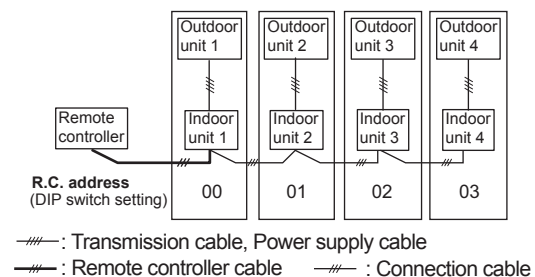 Outdoor
unit 1
Outdoor
unit 2
Outdoor
unit 3
Outdoor
unit 4
Remote
controller
Indoor
unit 1
Indoor
unit 2
Indoor
unit 3
Indoor
unit 4
R.C. address
(DIP switch setting)
00
01
02
03
: Transmission cable, Power supply cable
: Remote controller cable
: Connection cable